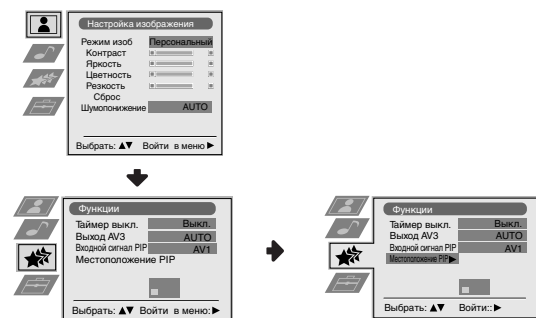 Настройка изображения
Режим изоб Персональный
Контраст
Яркость
Цветность
Резкость
Сброс
Шумопонижение AUTO
Выбрать: ▲▼ Войти в меню ▶
Функции
Таймер выкл. Выкл.
Выход AV3 AUTO
Входной сигнал PIP AV1
Местоположение PIP
Выбрать: ▲▼ Войти в меню: ▶
Функции
Таймер выкл. Выкл.
Выход AV3 AUTO
Входной сигнал PIP AV1
Местоположение PIP ▶
Выбрать: ▲▼ Войти:: ▶